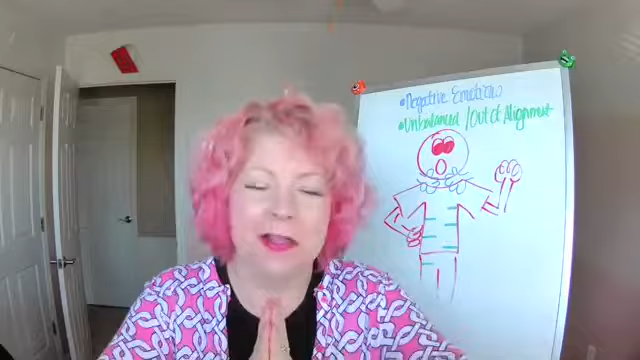 •Negative Emotions
•Unbalanced /Out of Alignment